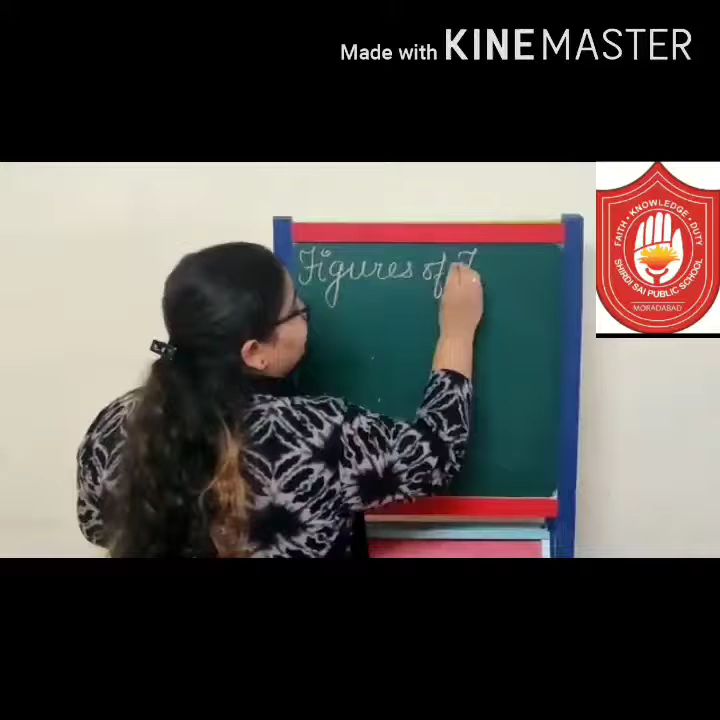 Made with KINEMASTER
FAITH • KNOWLEDGE • DUTY
SHIRDI SAI PUBLIC SCHOOL
MORADABAD
Figures of